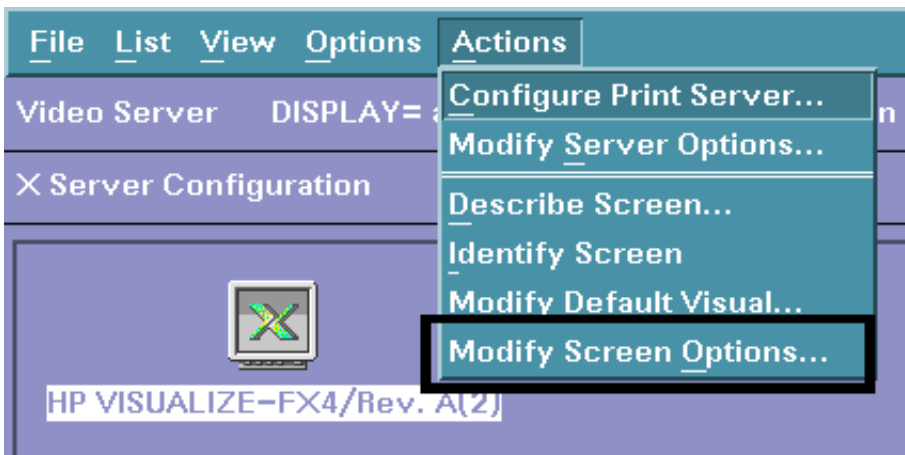 File List View Options Actions
Configure Print Server...
Video Server DISPLAY= n
Modify Server Options...
X Server Configuration
Describe Screen...
Identify Screen
Modify Default Visual...
Modify Screen Options...
HP VISUALIZE-FX4/Rev. A(2)